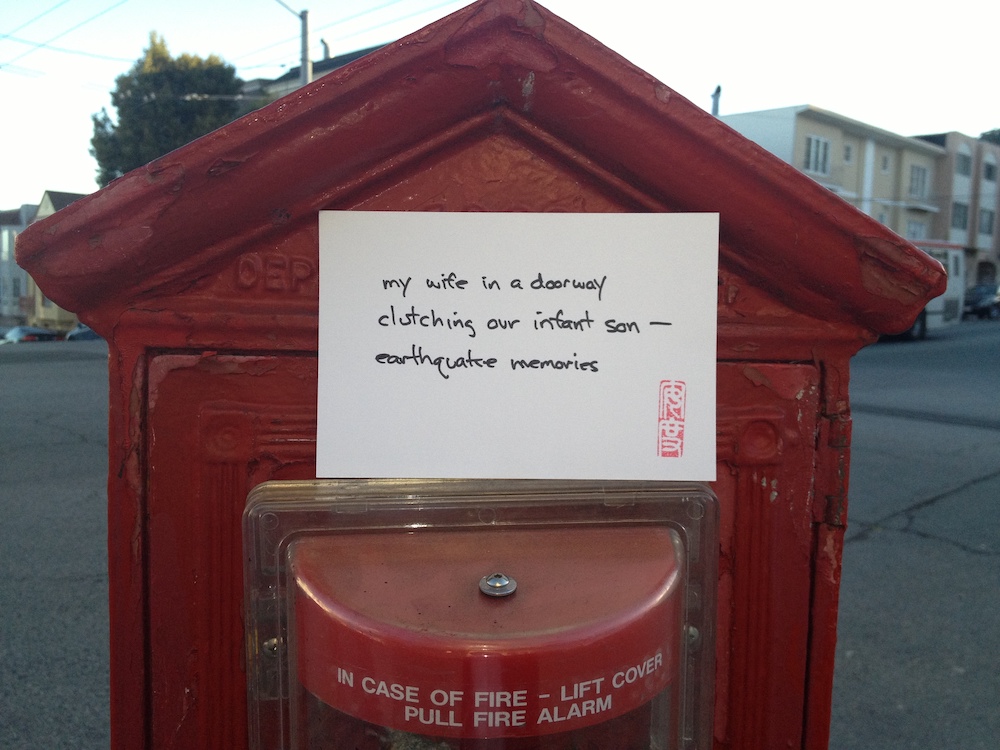 DEP
my wife in a doorway
clutching our infant son —
earthquake memories
IN CASE OF FIRE - LIFT COVER
PULL FIRE ALARM